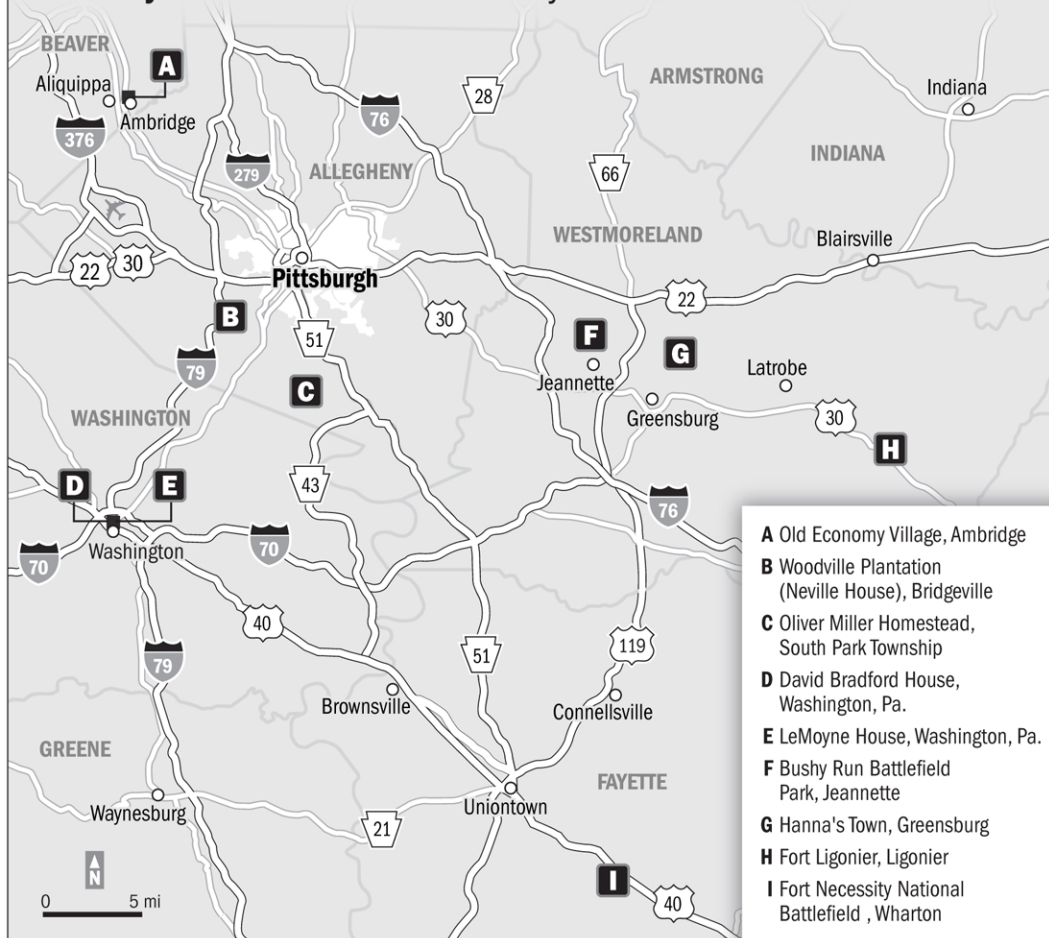 BEAVER
A
Aliquippa
Ambridge
376
279
76
28
ARMSTRONG
Indiana
ALLEGHENY
66
INDIANA
WESTMORELAND
Blairsville
22
30
Pittsburgh
22
B
51
30
F
G
79
Jeannette
Latrobe
C
Greensburg
30
WASHINGTON
H
D
E
43
76
Washington
70
70
40
79
51
119
Brownsville
Connellsville
GREENE
FAYETTE
Waynesburg
Uniontown
21
N
I
40
0 5 mi
A Old Economy Village, Ambridge
B Woodville Plantation
(Neville House), Bridgeville
C Oliver Miller Homestead,
South Park Township
D David Bradford House,
Washington, Pa.
E LeMoyne House, Washington, Pa.
F Bushy Run Battlefield
Park, Jeannette
G Hanna's Town, Greensburg
H Fort Ligonier, Ligonier
I Fort Necessity National
Battlefield , Wharton